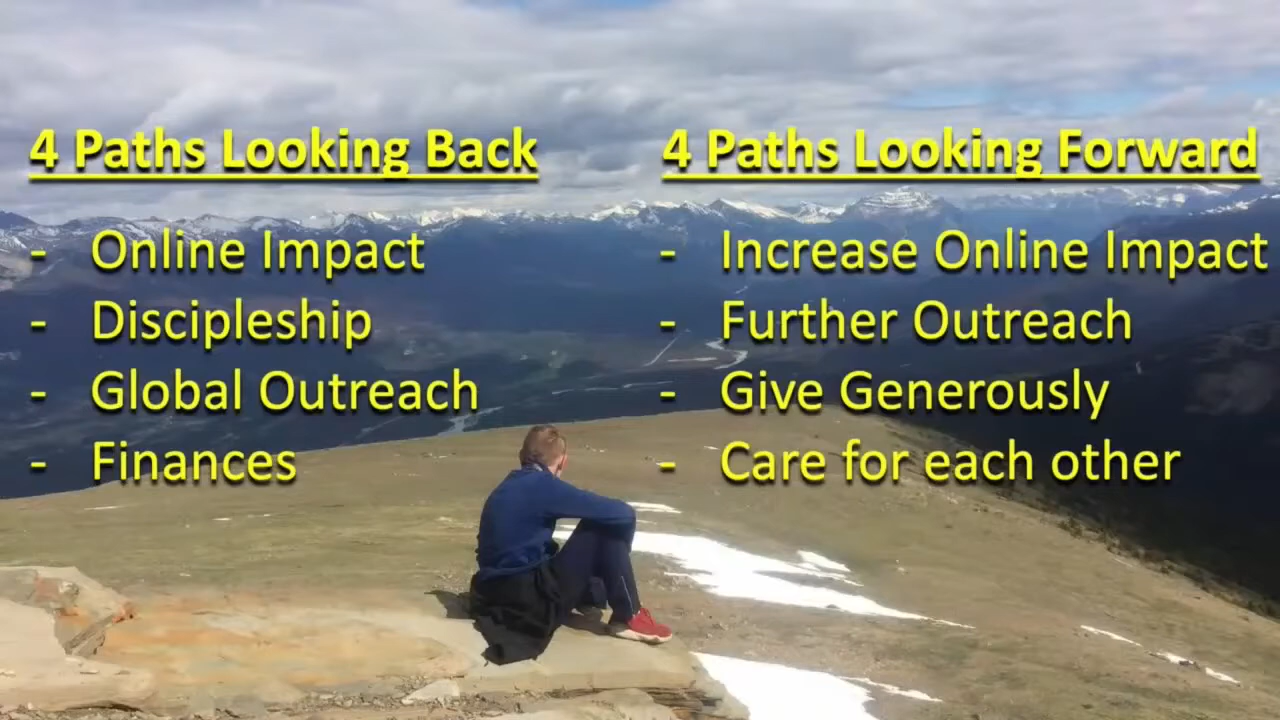 4 Paths Looking Back
- Online Impact
- Discipleship
- Global Outreach
- Finances
4 Paths Looking Forward
- Increase Online Impact
- Further Outreach
- Give Generously
- Care for each other